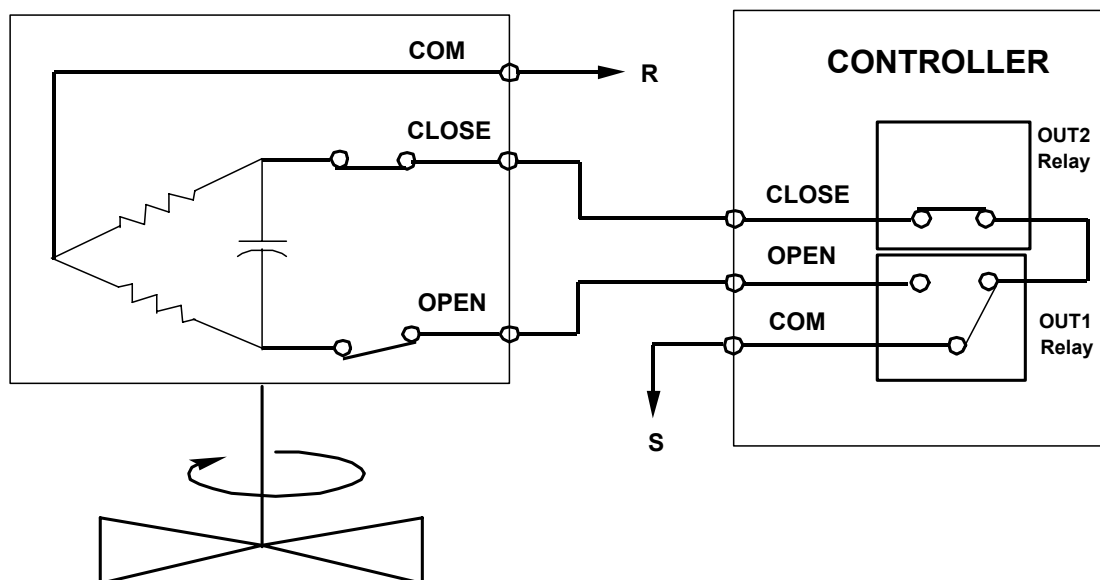 COM
R
CLOSE
OPEN
CONTROLLER
OUT2
Relay
CLOSE
OPEN
COM
OUT1
Relay
S